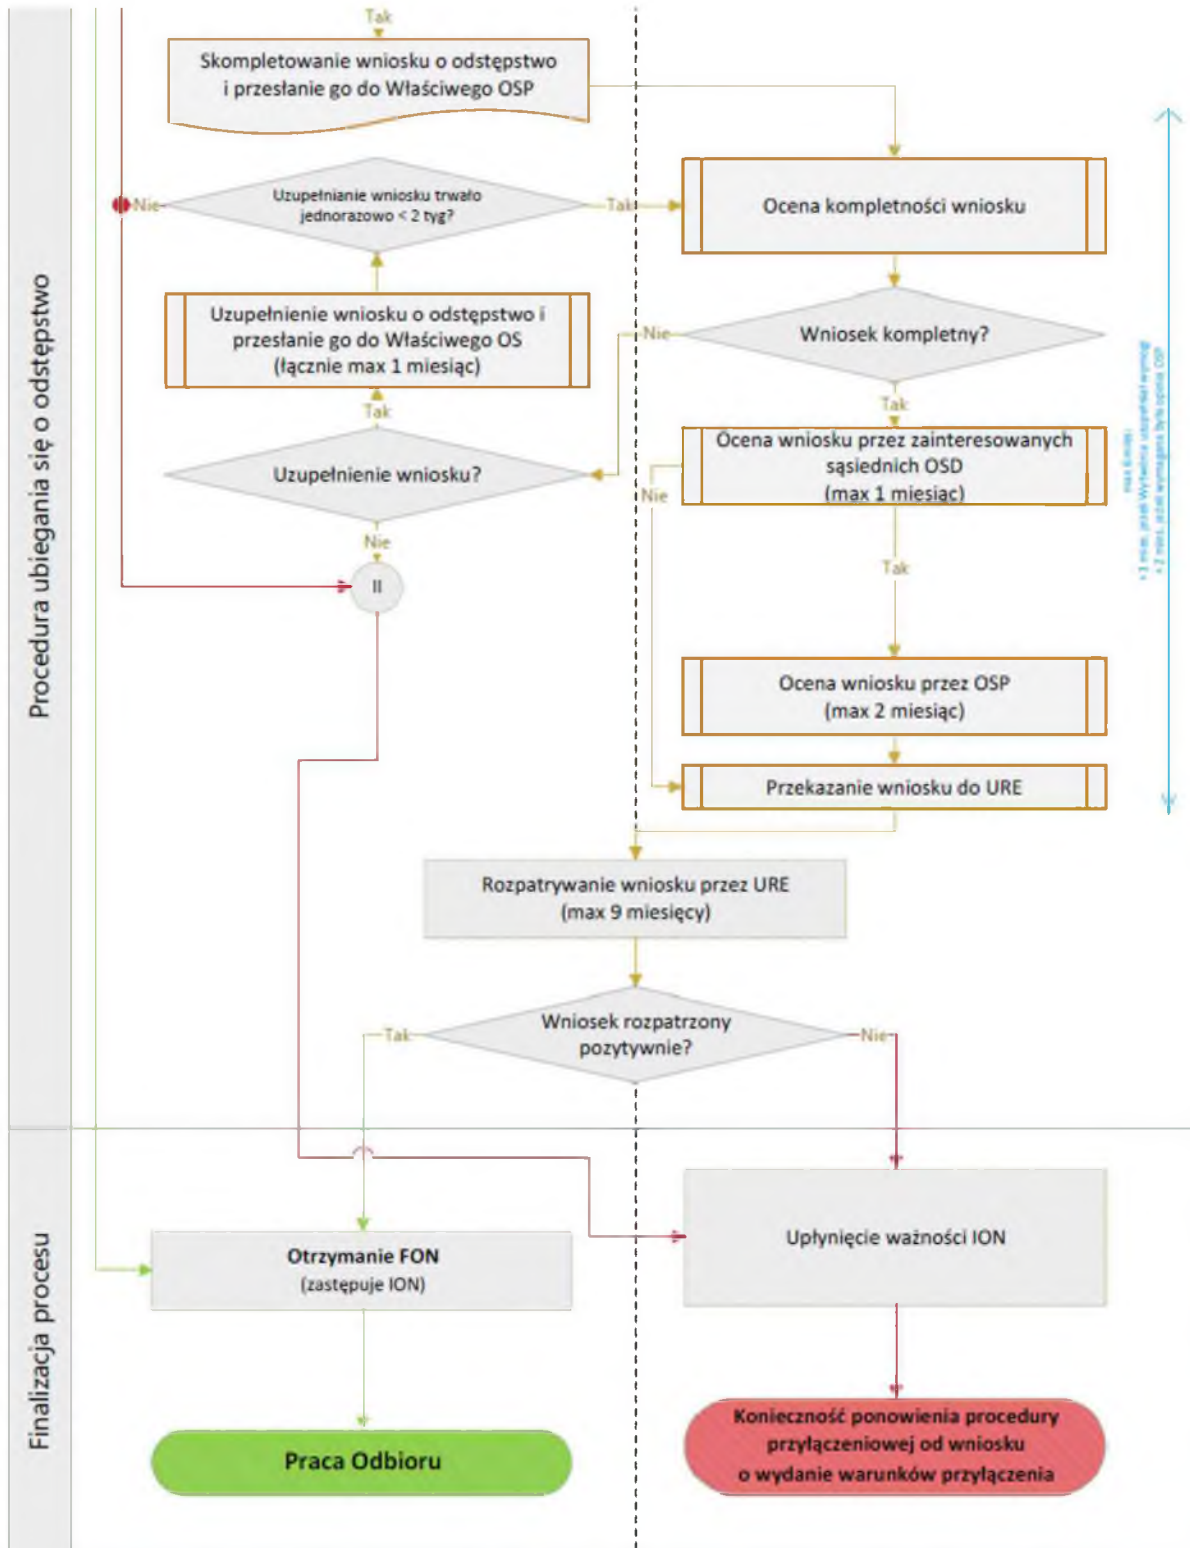 Procedura ubiegania się o odstępstwo
Tak
Skompletowanie wniosku o odstępstwo
i przesłanie go do Właściwego OSP
Uzupełnianie wniosku trwało
jednorazowo < 2 tyg?
Nie
Tak
Ocena kompletności wniosku
Uzupełnienie wniosku o odstępstwo i
przesłanie go do Właściwego OS
(łącznie max 1 miesiąc)
Nie
Wniosek kompletny?
Tak
Tak
Ocena wniosku przez zainteresowanych
sąsiednich OSD
(max 1 miesiąc)
Uzupełnienie wniosku?
Nie
Nie
II
Tak
Ocena wniosku przez OSP
(max 2 miesiąc)
Przekazanie wniosku do URE
Rozpatrywanie wniosku przez URE
(max 9 miesięcy)
Wniosek rozpatrzony
pozytywnie?
Tak
Nie
Finalizacja procesu
Otrzymanie FON
(zastępuje ION)
Upłynięcie ważności ION
Praca Odbioru
Konieczność ponowienia procedury
przyłączeniowej od wniosku
o wydanie warunków przyłączenia